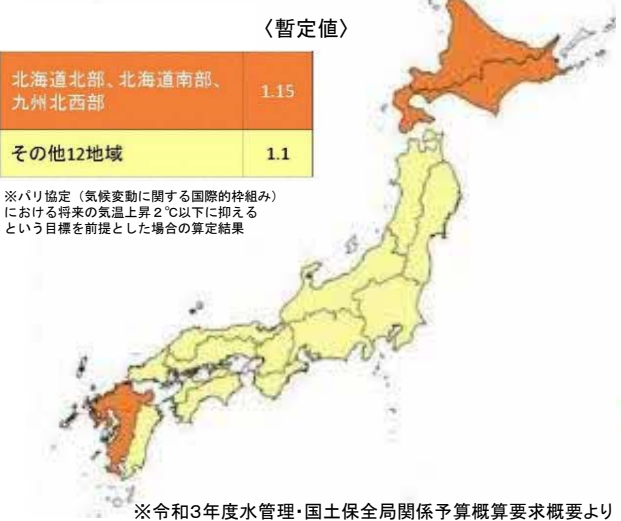 〈暫定値〉
北海道北部、北海道南部、
九州北西部
1.15
その他12地域
1.1
※パリ協定（気候変動に関する国際的枠組み）
における将来の気温上昇２℃以下に抑える
という目標を前提とした場合の算定結果
※令和3年度水管理・国土保全局関係予算概算要求概要より